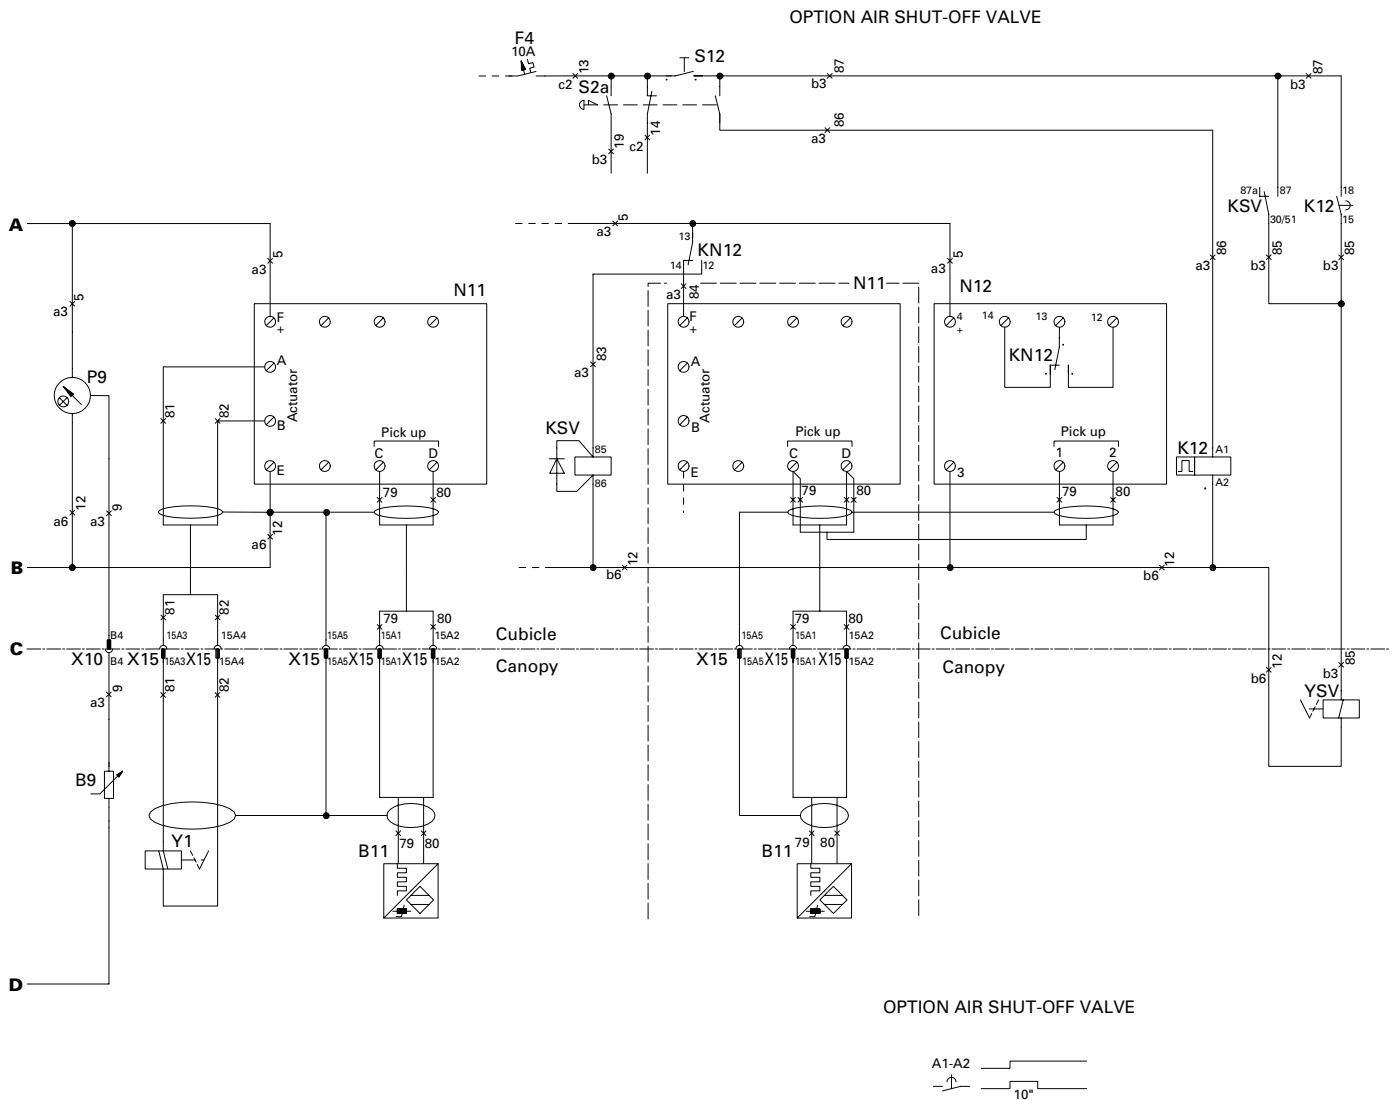 OPTION AIR SHUT-OFF VALVE
F4
10A
13
c2
S2a
S12
87
b3
87
b3
86
a3
19
b3
14
c2
87a
87
KSV
30/51
18
K12
15
A
5
a3
13
KN12
14
12
84
a3
5
a3
86
a3
85
b3
85
b3
5
a3
5
a3
N11
F
+
A
B
E
Actuator
Pick up
C
D
79
80
N11
F
+
A
B
E
Actuator
Pick up
C
D
79
80
N12
4
+
14
13
12
KN12
Pick up
1
2
3
79
80
P9
81
82
83
a3
KSV
85
86
K12
A1
A2
12
a6
9
a3
12
a6
B
12
b6
12
b6
81
82
79
80
79
80
B4
15A3
15A4
15A5
15A1
15A2
Cubicle
15A5
15A1
15A2
Cubicle
C
X10
B4
X15
15A3
X15
15A4
X15
15A5
X15
15A1
X15
15A2
Canopy
X15
15A5
X15
15A1
X15
15A2
Canopy
9
a3
81
82
12
b6
85
b3
YSV
B9
Y1
B11
79
80
B11
79
80
D
OPTION AIR SHUT-OFF VALVE
A1-A2
10"